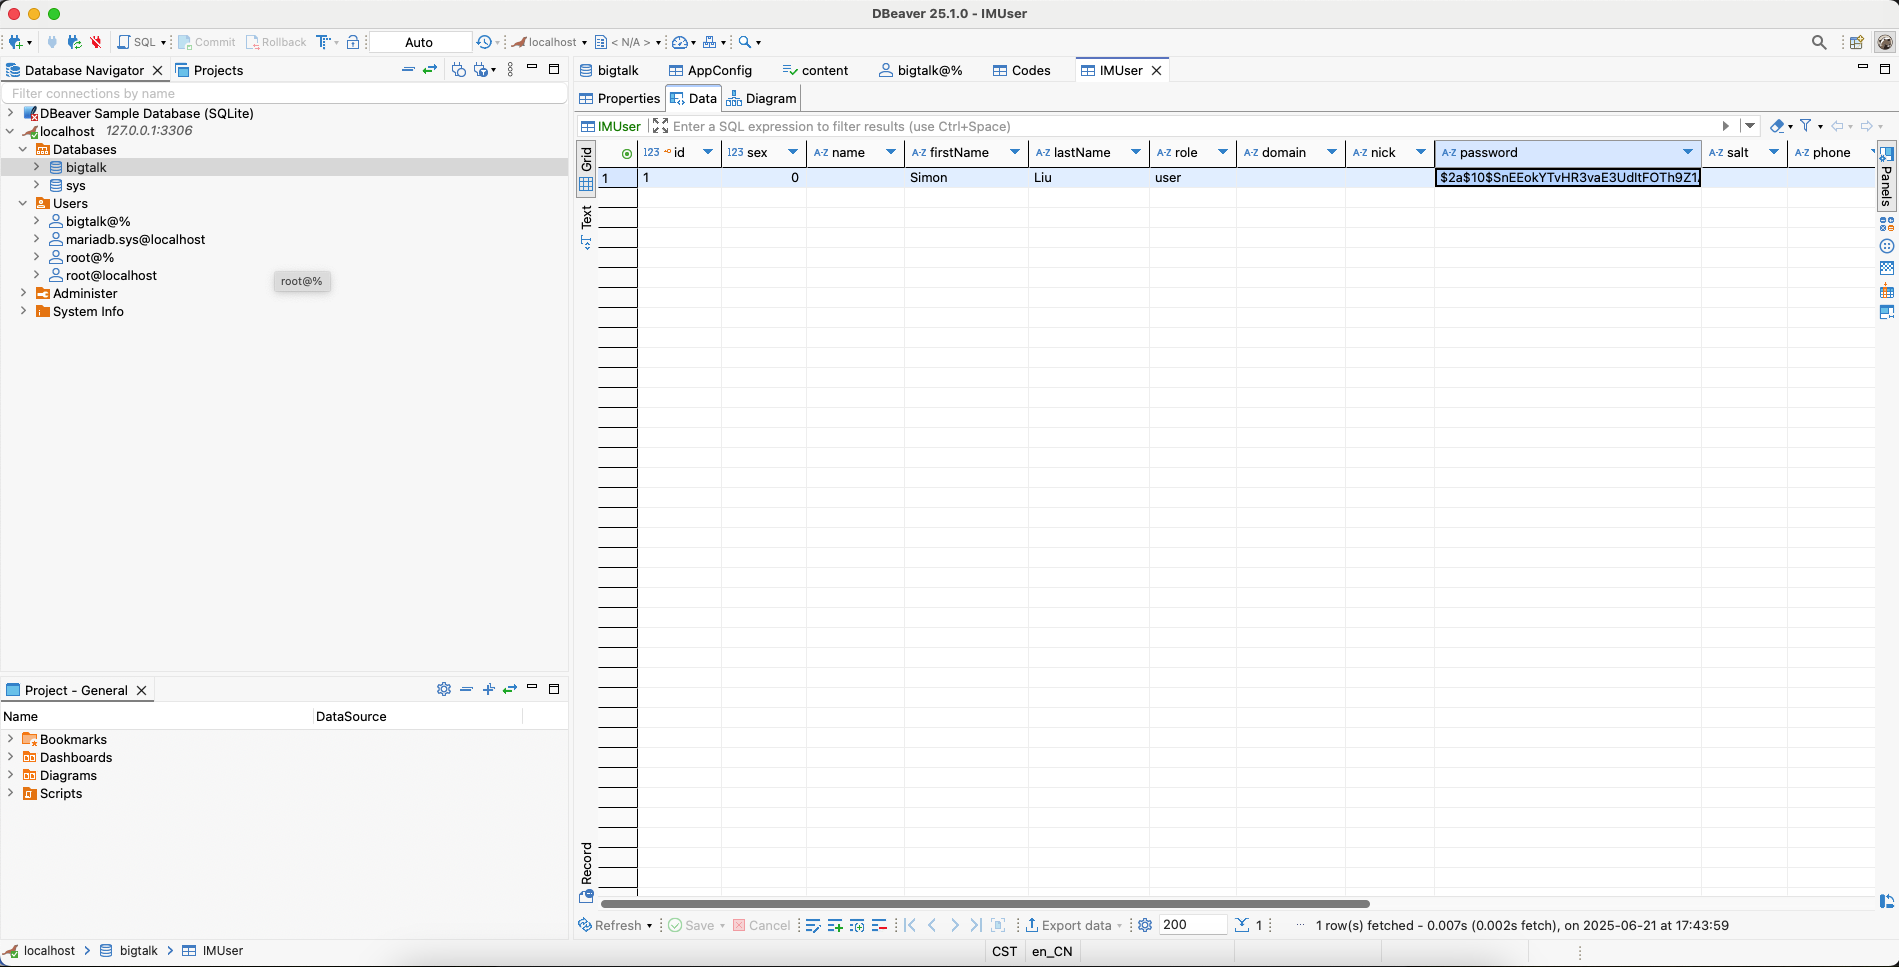 DBeaver 25.1.0 - IMUser
SQL
Commit
Rollback
Auto
localhost
< N/A >
Database Navigator
Projects
Filter connections by name
DBeaver Sample Database (SQLite)
localhost 127.0.0.1:3306
Databases
bigtalk
sys
Users
bigtalk@%
mariadb.sys@localhost
root@%
root@localhost
root@%
Administer
System Info
Project - General
Name DataSource
Bookmarks
Dashboards
Diagrams
Scripts
bigtalk AppConfig content bigtalk@% Codes IMUser
Properties Data Diagram
IMUser Enter a SQL expression to filter results (use Ctrl+Space)
Grid
Text
Record
Panels
123 id 123 sex A-Z name A-Z firstName A-Z lastName A-Z role A-Z domain A-Z nick A-Z password A-Z salt A-Z phone
1 1 0 Simon Liu user $2a$10$SnEEokYTvHR3vaE3UdItFOTh9Z1
Refresh Save Cancel Export data 200 1 ... 1 row(s) fetched - 0.007s (0.002s fetch), on 2025-06-21 at 17:43:59
localhost bigtalk IMUser CST en_CN